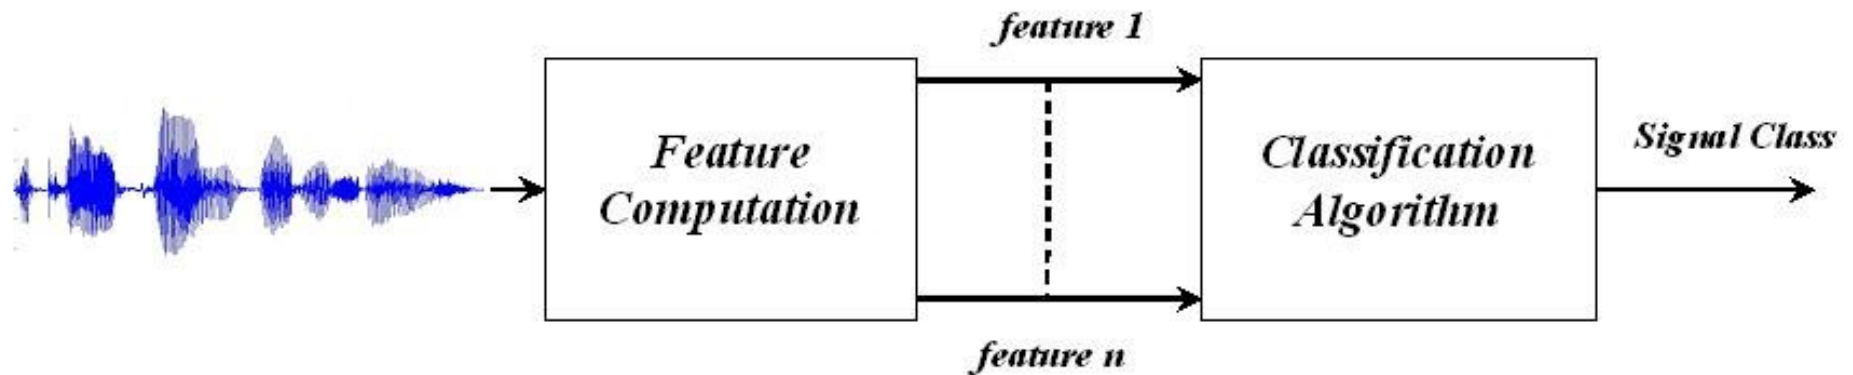 feature 1
Feature
Computation
Classification
Algorithm
Signal Class
feature n